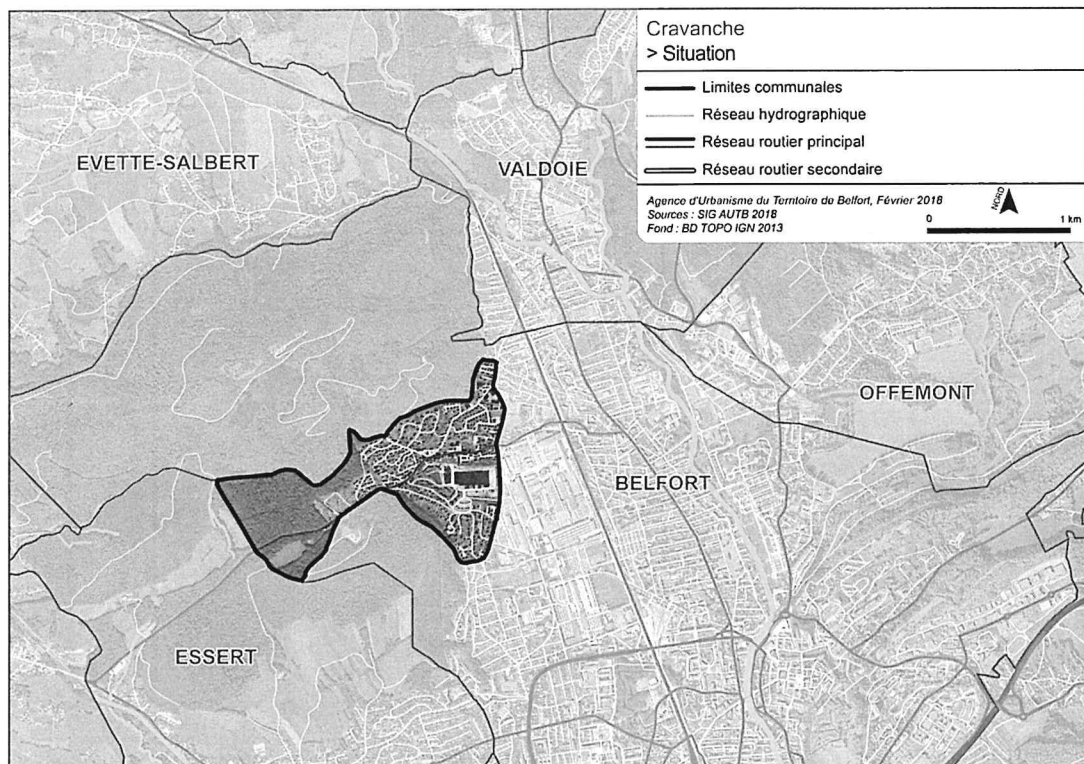 Cravanche
> Situation
Limites communales
Réseau hydrographique
Réseau routier principal
Réseau routier secondaire
Agence d'Urbanisme du Territoire de Belfort, Février 2018
Sources : SIG AUTB 2018
Fond : BD TOPO IGN 2013
NORD
0 1 km
EVETTE-SALBERT
VALDOIE
OFFEMONT
BELFORT
ESSERT